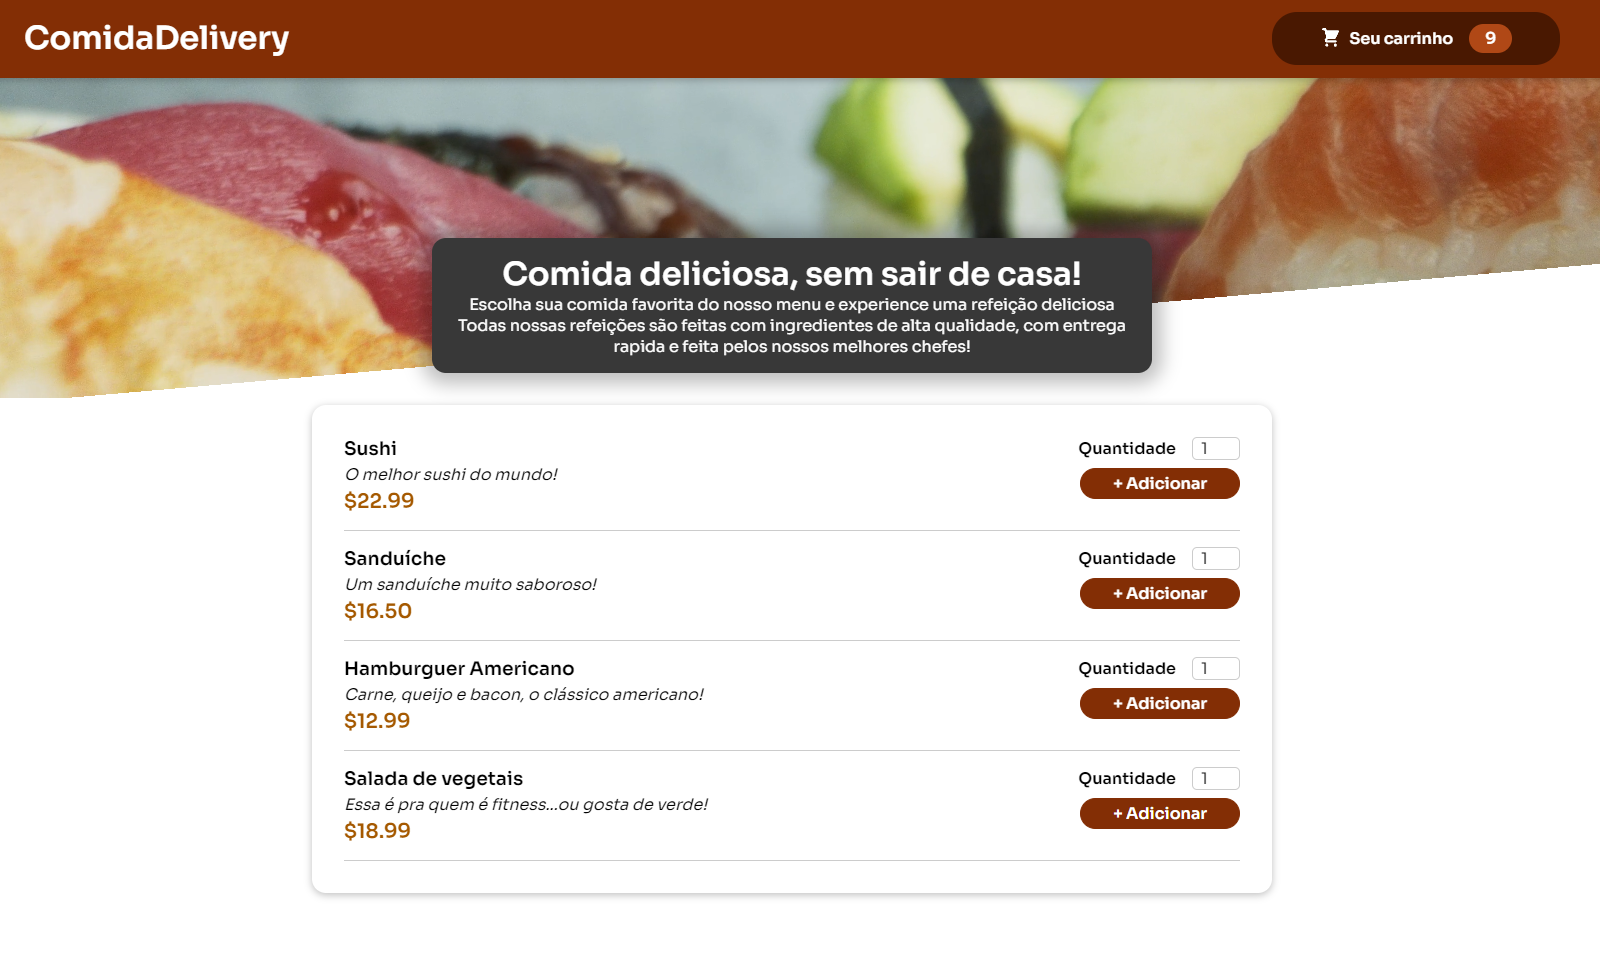 ComidaDelivery
Seu carrinho 9
Comida deliciosa, sem sair de casa!
Escolha sua comida favorita do nosso menu e experience uma refeição deliciosa
Todas nossas refeições são feitas com ingredientes de alta qualidade, com entrega
rapida e feita pelos nossos melhores chefes!
Sushi
O melhor sushi do mundo!
$22.99
Quantidade 1
+ Adicionar
Sanduíche
Um sanduíche muito saboroso!
$16.50
Quantidade 1
+ Adicionar
Hamburguer Americano
Carne, queijo e bacon, o clássico americano!
$12.99
Quantidade 1
+ Adicionar
Salada de vegetais
Essa é pra quem é fitness...ou gosta de verde!
$18.99
Quantidade 1
+ Adicionar